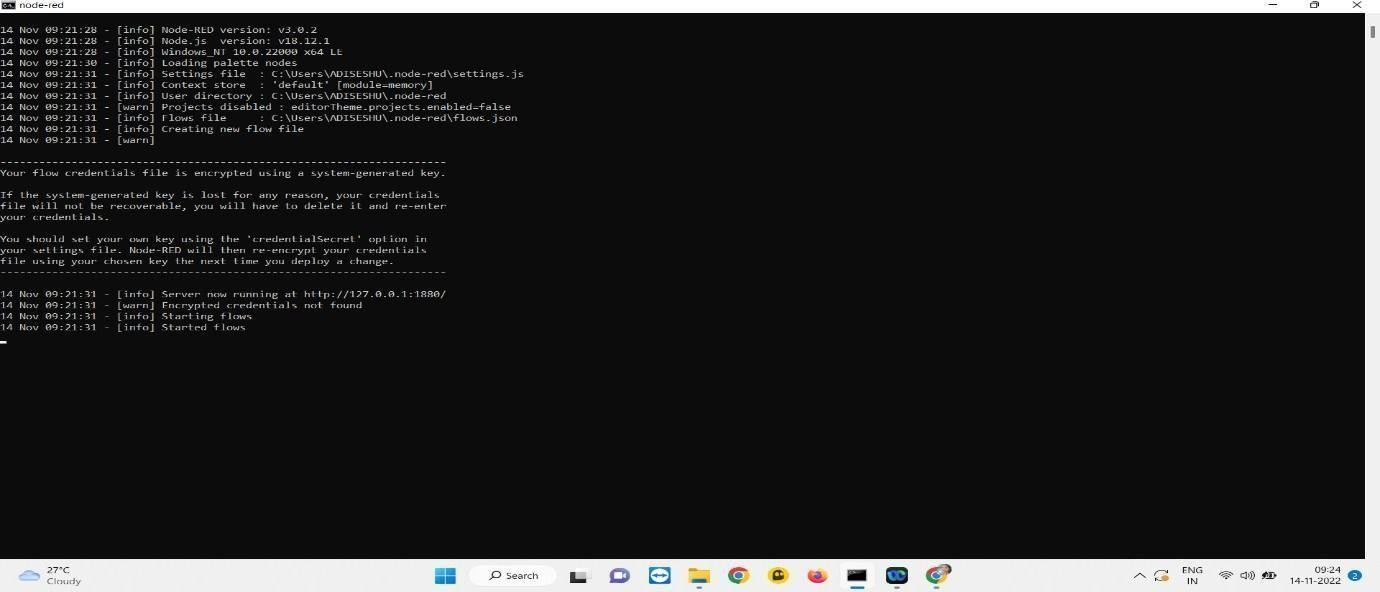 node-red
14 Nov 09:21:28 - [info] Node-RED version: v3.0.2
14 Nov 09:21:28 - [info] Node.js  version: v18.12.1
14 Nov 09:21:28 - [info] Windows_NT 10.0.22000 x64 LE
14 Nov 09:21:30 - [info] Loading palette nodes
14 Nov 09:21:31 - [info] Settings file  : C:\Users\ADISESHU\.node-red\settings.js
14 Nov 09:21:31 - [info] Context store  : 'default' [module=memory]
14 Nov 09:21:31 - [info] User directory : C:\Users\ADISESHU\.node-red
14 Nov 09:21:31 - [warn] Projects disabled : editorTheme.projects.enabled=false
14 Nov 09:21:31 - [info] Flows file     : C:\Users\ADISESHU\.node-red\flows.json
14 Nov 09:21:31 - [info] Creating new flow file
14 Nov 09:21:31 - [warn]
---------------------------------------------------------------------
Your flow credentials file is encrypted using a system-generated key.
If the system-generated key is lost for any reason, your credentials
file will not be recoverable, you will have to delete it and re-enter
your credentials.
You should set your own key using the 'credentialSecret' option in
your settings file. Node-RED will then re-encrypt your credentials
file using your chosen key the next time you deploy a change.
---------------------------------------------------------------------
14 Nov 09:21:31 - [info] Server now running at http://127.0.0.1:1880/
14 Nov 09:21:31 - [warn] Encrypted credentials not found
14 Nov 09:21:31 - [info] Starting flows
14 Nov 09:21:31 - [info] Started flows
27°C
Cloudy
Search
ENG
IN
09:24
14-11-2022
2